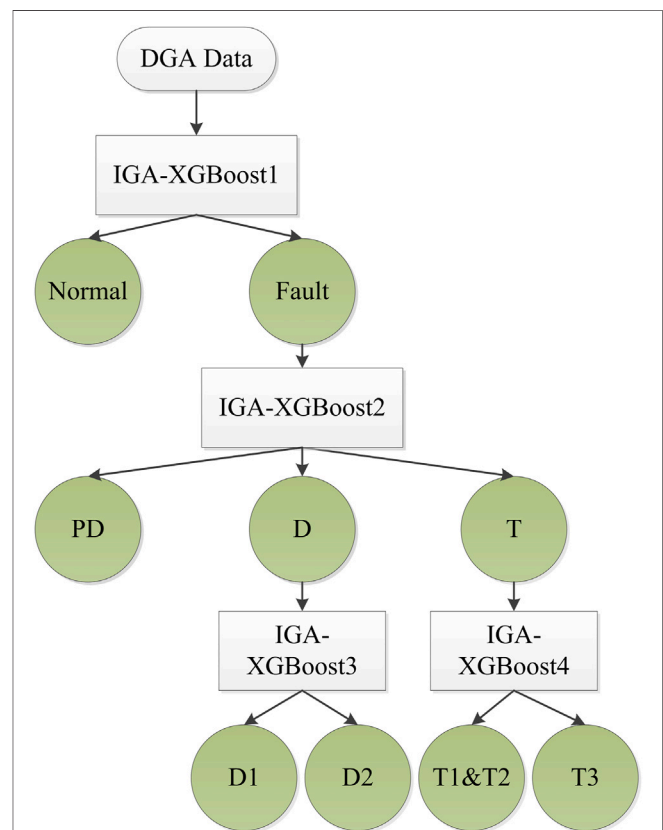 DGA Data
IGA-XGBoost1
Normal
Fault
IGA-XGBoost2
PD
D
T
IGA-
XGBoost3
IGA-
XGBoost4
D1
D2
T1&T2
T3